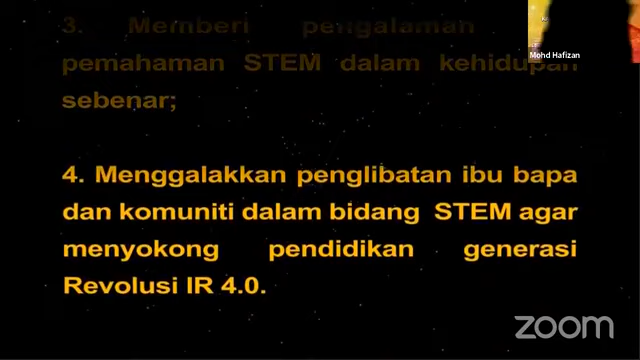 3. Memberi pengalaman
pemahaman STEM dalam kehidupan
sebenar;
4. Menggalakkan penglibatan ibu bapa
dan komuniti dalam bidang STEM agar
menyokong pendidikan generasi
Revolusi IR 4.0.
Mohd Hafizan
zoom